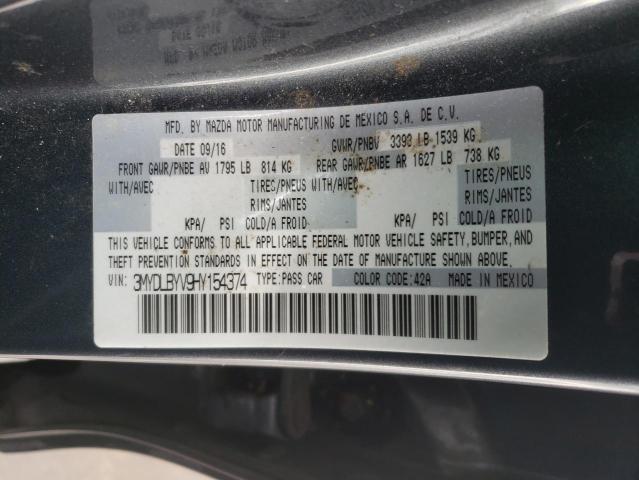 MFD. BY MAZDA MOTOR MANUFACTURING DE MEXICO S.A. DE C.V.
DATE 09/16 GVWR/PNBV 3393 LB 1539 KG
FRONT GAWR/PNBE AV 1795 LB 814 KG REAR GAWR/PNBE AR 1627 LB 738 KG
WITH/AVEC TIRES/PNEUS WITH/AVEC TIRES/PNEUS
RIMS/JANTES RIMS/JANTES
KPA/ PSI COLD/A FROID KPA/ PSI COLD/A FROID
THIS VEHICLE CONFORMS TO ALL APPLICABLE FEDERAL MOTOR VEHICLE SAFETY, BUMPER, AND
THEFT PREVENTION STANDARDS IN EFFECT ON THE DATE OF MANUFACTURE SHOWN ABOVE.
VIN: 3MYDLBYV9HY154374 TYPE:PASS CAR COLOR CODE:42A MADE IN MEXICO